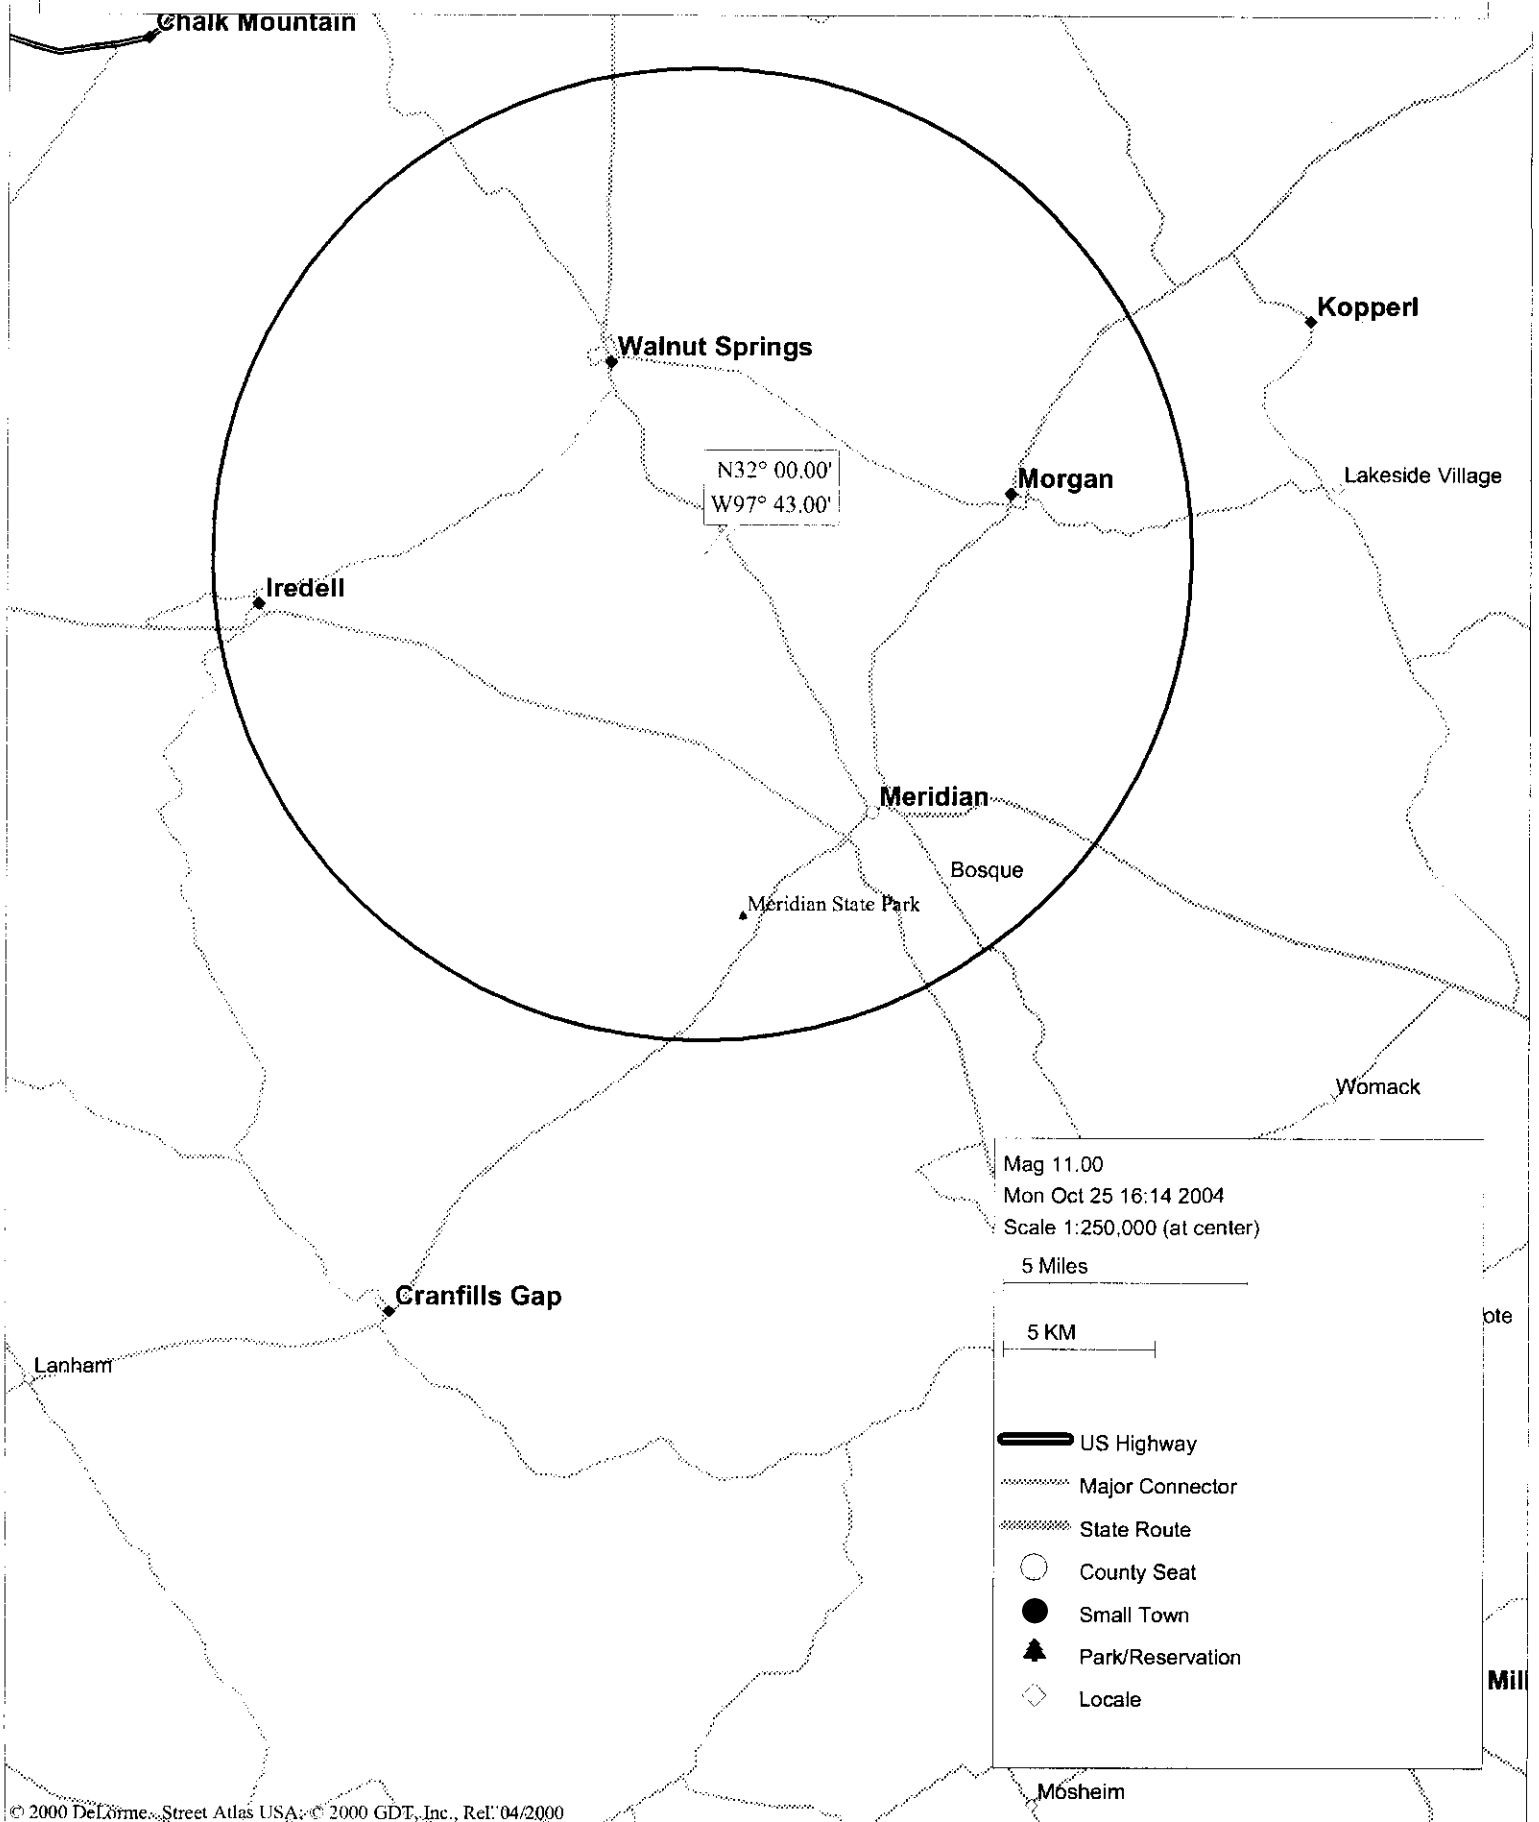 Chalk Mountain
Kopperl
Walnut Springs
N32° 00.00'
W97° 43.00'
Morgan
Lakeside Village
Iredell
Meridian
Bosque
Meridian State Park
Womack
Mag 11.00
Mon Oct 25 16:14 2004
Scale 1:250,000 (at center)
5 Miles
5 KM
Cranfills Gap
ote
Lanham
US Highway
Major Connector
State Route
County Seat
Small Town
Park/Reservation
Locale
Mill
Mosheim
© 2000 DeLorme. Street Atlas USA; © 2000 GDT, Inc., Rel. 04/2000